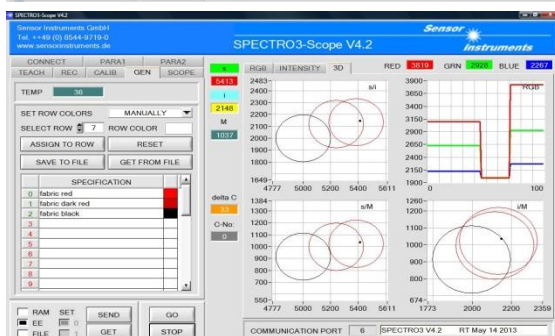 SPECTRO3-Scope V4.2
Sensor Instruments GmbH
Tel. ++49 (0) 8544-9719-0
www.sensorinstruments.de
SPECTRO3-Scope V4.2
Sensor
Instruments
CONNECT PARA1 PARA2
TEACH REC CALIB GEN SCOPE
TEMP 36
SET ROW COLORS MANUALLY
SELECT ROW 7 ROW COLOR
ASSIGN TO ROW RESET
SAVE TO FILE GET FROM FILE
SPECIFICATION
0 fabric red
1 fabric dark red
2 fabric black
3
4
5
6
7
8
9
RAM SET SEND GO
EE 0
FILE 1 GET STOP
s
5413
i
2148
M
1037
delta C
33
C-No:
0
RGB INTENSITY 3D RED 3819 GRN 2928 BLUE 2267
2483
2400
2300
2200
2100
2000
1900
1800
1649
s/i
4777 5000 5200 5400 5611
3900
3650
3400
3150
2900
2650
2400
2150
1900
RGB
0 100
1384
1300
1200
1100
1000
900
800
700
550
s/M
4777 5000 5200 5400 5611
1260
1200
1100
1000
900
800
674
i/M
1773 2000 2200 2359
COMMUNICATION PORT 6 SPECTRO3 V4.2 RT May 14 2013